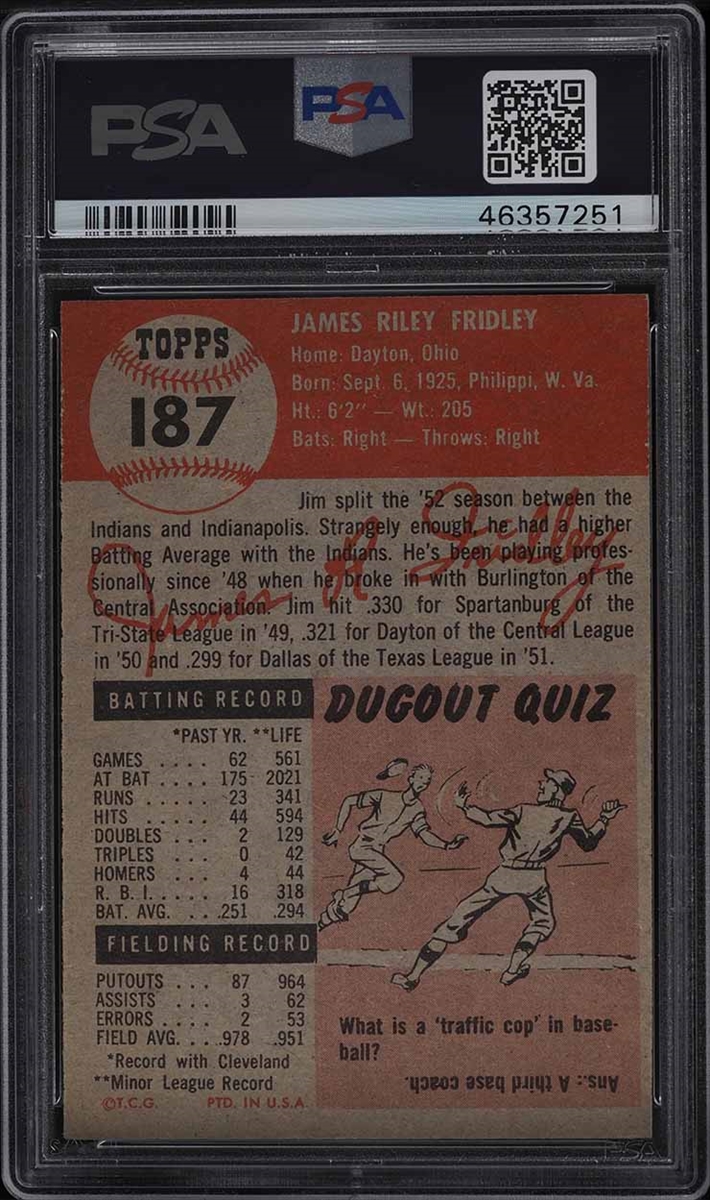 PSA
PSA
46357251
TOPPS
187
JAMES RILEY FRIDLEY
Home: Dayton, Ohio
Born: Sept. 6, 1925, Philippi, W. Va.
Ht.: 6'2" — Wt.: 205
Bats: Right — Throws: Right
Jim split the '52 season between the
Indians and Indianapolis. Strangely enough, he had a higher
Batting Average with the Indians. He's been playing profes-
sionally since '48 when he broke in with Burlington of the
Central Association. Jim hit .330 for Spartanburg of the
Tri-State League in '49, .321 for Dayton of the Central League
in '50 and .299 for Dallas of the Texas League in '51.
James R Fridley
BATTING RECORD
*PAST YR. **LIFE
GAMES .... 62 561
AT BAT .... 175 2021
RUNS ..... 23 341
HITS ..... 44 594
DOUBLES ... 2 129
TRIPLES ... 0 42
HOMERS ... 4 44
R. B. I. .... 16 318
BAT. AVG. .. .251 .294
FIELDING RECORD
PUTOUTS ... 87 964
ASSISTS ... 3 62
ERRORS .... 2 53
FIELD AVG. .. .978 .951
*Record with Cleveland
**Minor League Record
©T.C.G. PTD. IN U.S.A.
DUGOUT QUIZ
What is a 'traffic cop' in base-
ball?
Ans.: A third base coach.
PSA